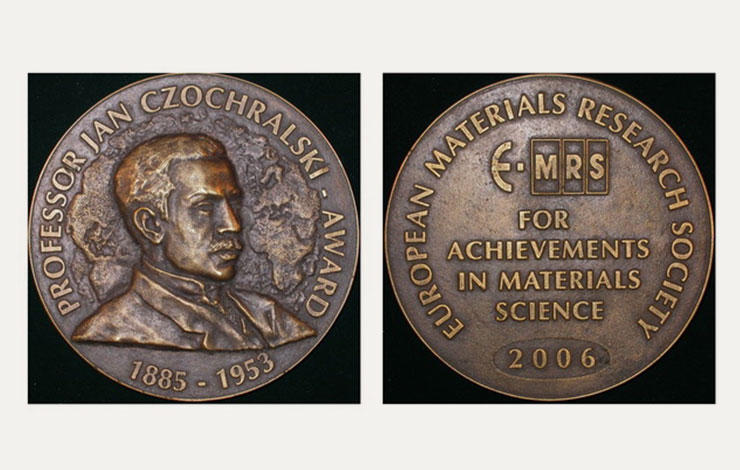 PROFESSOR JAN CZOCHRALSKI - AWARD
1885 - 1953
EUROPEAN MATERIALS RESEARCH SOCIETY
E-MRS
FOR
ACHIEVEMENTS
IN MATERIALS
SCIENCE
2006